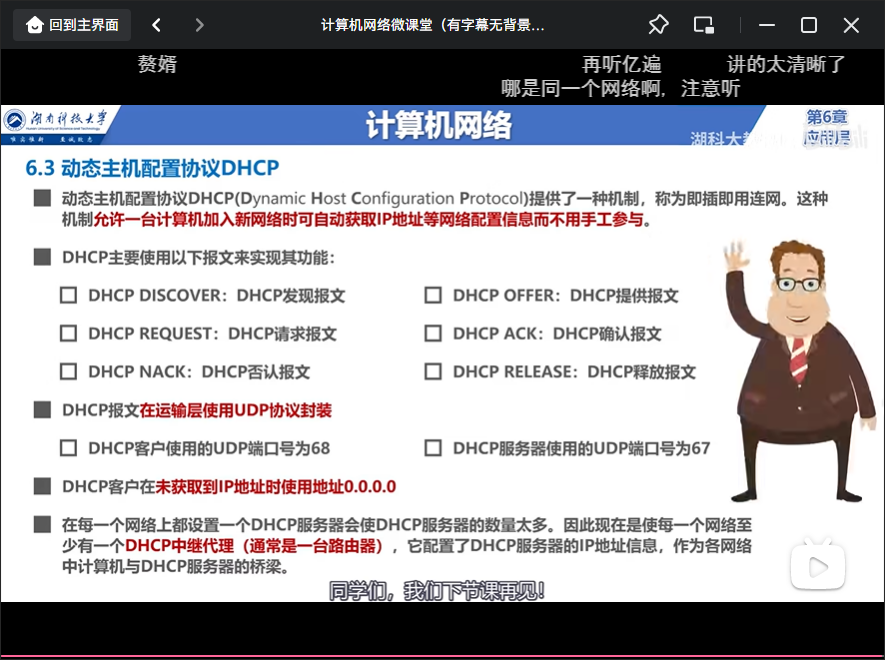 回到主界面
计算机网络微课堂（有字幕无背景...
赘婿
再听亿遍
讲的太清晰了
哪是同一个网络啊，注意听
湖南科技大学
计算机网络
第6章
应用层
湖科大教
6.3 动态主机配置协议DHCP
动态主机配置协议DHCP(Dynamic Host Configuration Protocol)提供了一种机制，称为即插即用连网。这种
机制允许一台计算机加入新网络时可自动获取IP地址等网络配置信息而不用手工参与。
DHCP主要使用以下报文来实现其功能：
DHCP DISCOVER：DHCP发现报文
DHCP OFFER：DHCP提供报文
DHCP REQUEST：DHCP请求报文
DHCP ACK：DHCP确认报文
DHCP NACK：DHCP否认报文
DHCP RELEASE：DHCP释放报文
DHCP报文在运输层使用UDP协议封装
DHCP客户使用的UDP端口号为68
DHCP服务器使用的UDP端口号为67
DHCP客户在未获取到IP地址时使用地址0.0.0.0
在每一个网络上都设置一个DHCP服务器会使DHCP服务器的数量太多。因此现在是使每一个网络至
少有一个DHCP中继代理（通常是一台路由器），它配置了DHCP服务器的IP地址信息，作为各网络
中计算机与DHCP服务器的桥梁。
同学们，我们下节课再见！